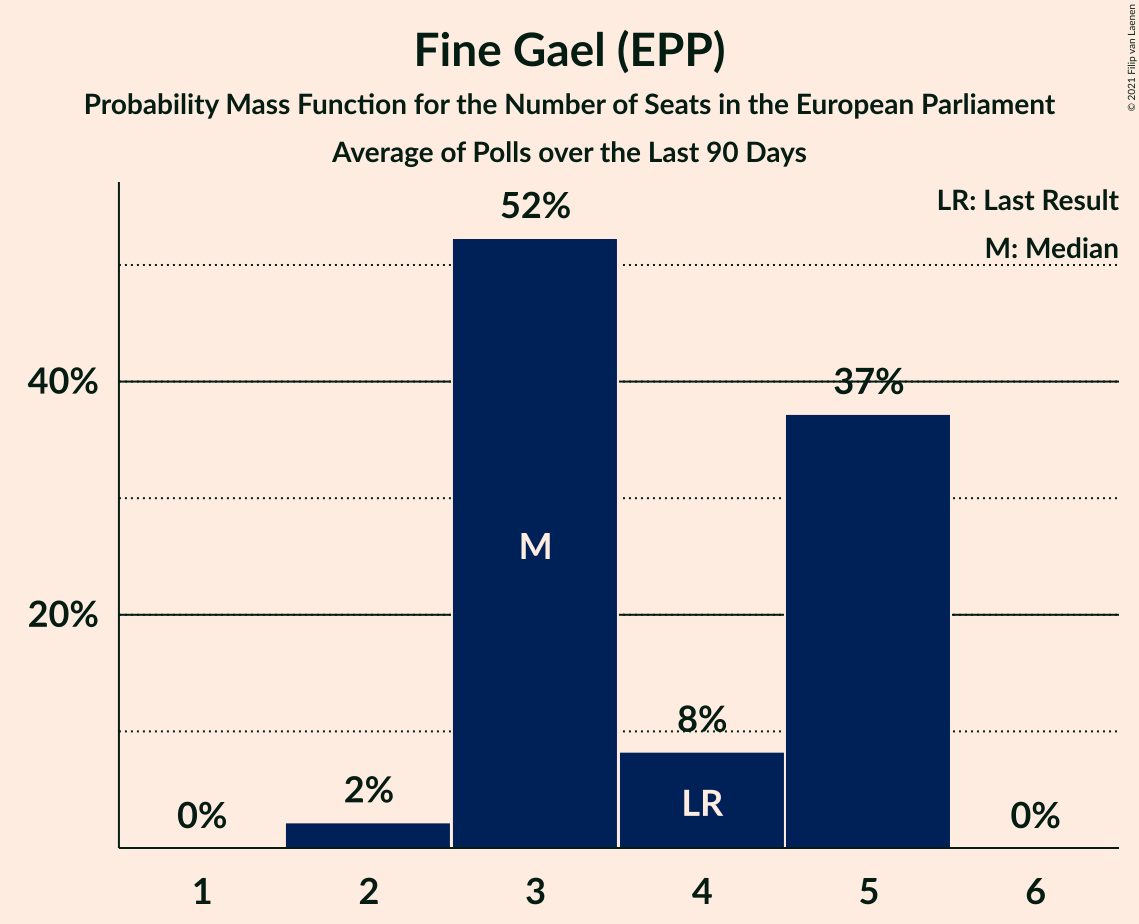 Fine Gael (EPP)
Probability Mass Function for the Number of Seats in the European Parliament
Average of Polls over the Last 90 Days
© 2021 Filip van Laenen
LR: Last Result
M: Median
52%
40%
37%
M
20%
8%
2%
LR
0%
0%
1 2 3 4 5 6